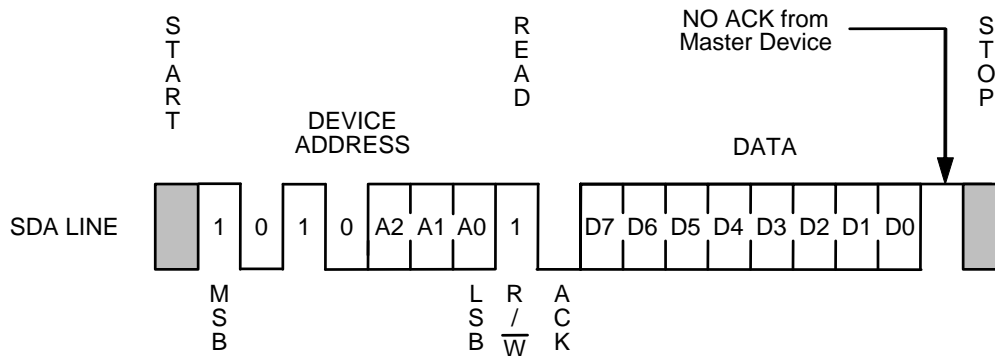 START
READ
NO ACK from
Master Device
STOP
DEVICE
ADDRESS
DATA
SDA LINE
1 0 1 0 A2 A1 A0 1 D7 D6 D5 D4 D3 D2 D1 D0
MSB
LSB
R/W̅
ACK